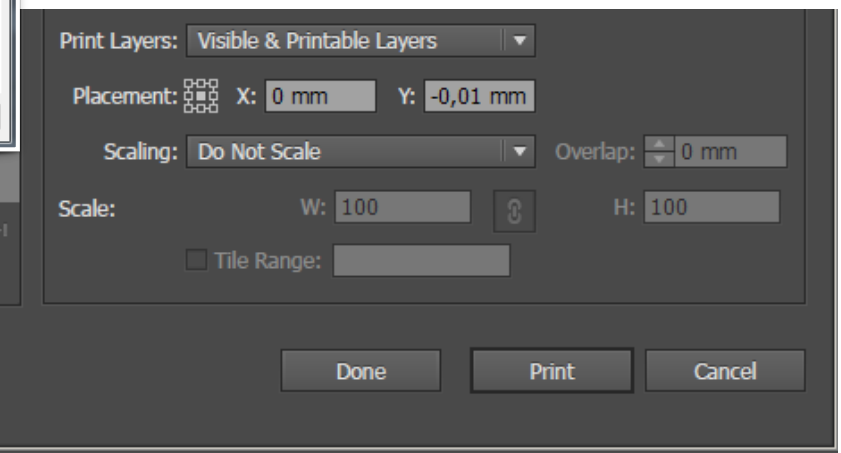 Print Layers: Visible & Printable Layers
Placement: X: 0 mm Y: -0,01 mm
Scaling: Do Not Scale Overlap: 0 mm
Scale: W: 100 H: 100
Tile Range:
Done Print Cancel